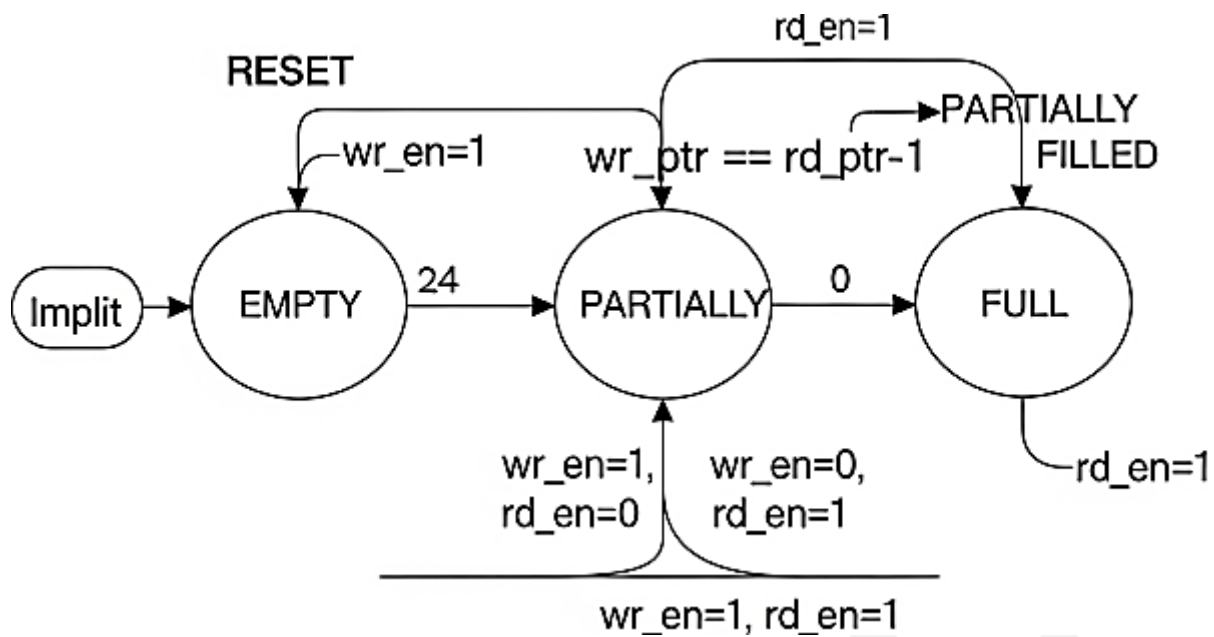 rd_en=1
RESET
PARTIALLY
wr_en=1
wr_ptr == rd_ptr-1
FILLED
Implit
EMPTY
24
PARTIALLY
0
FULL
wr_en=1,
rd_en=0
wr_en=0,
rd_en=1
rd_en=1
wr_en=1, rd_en=1